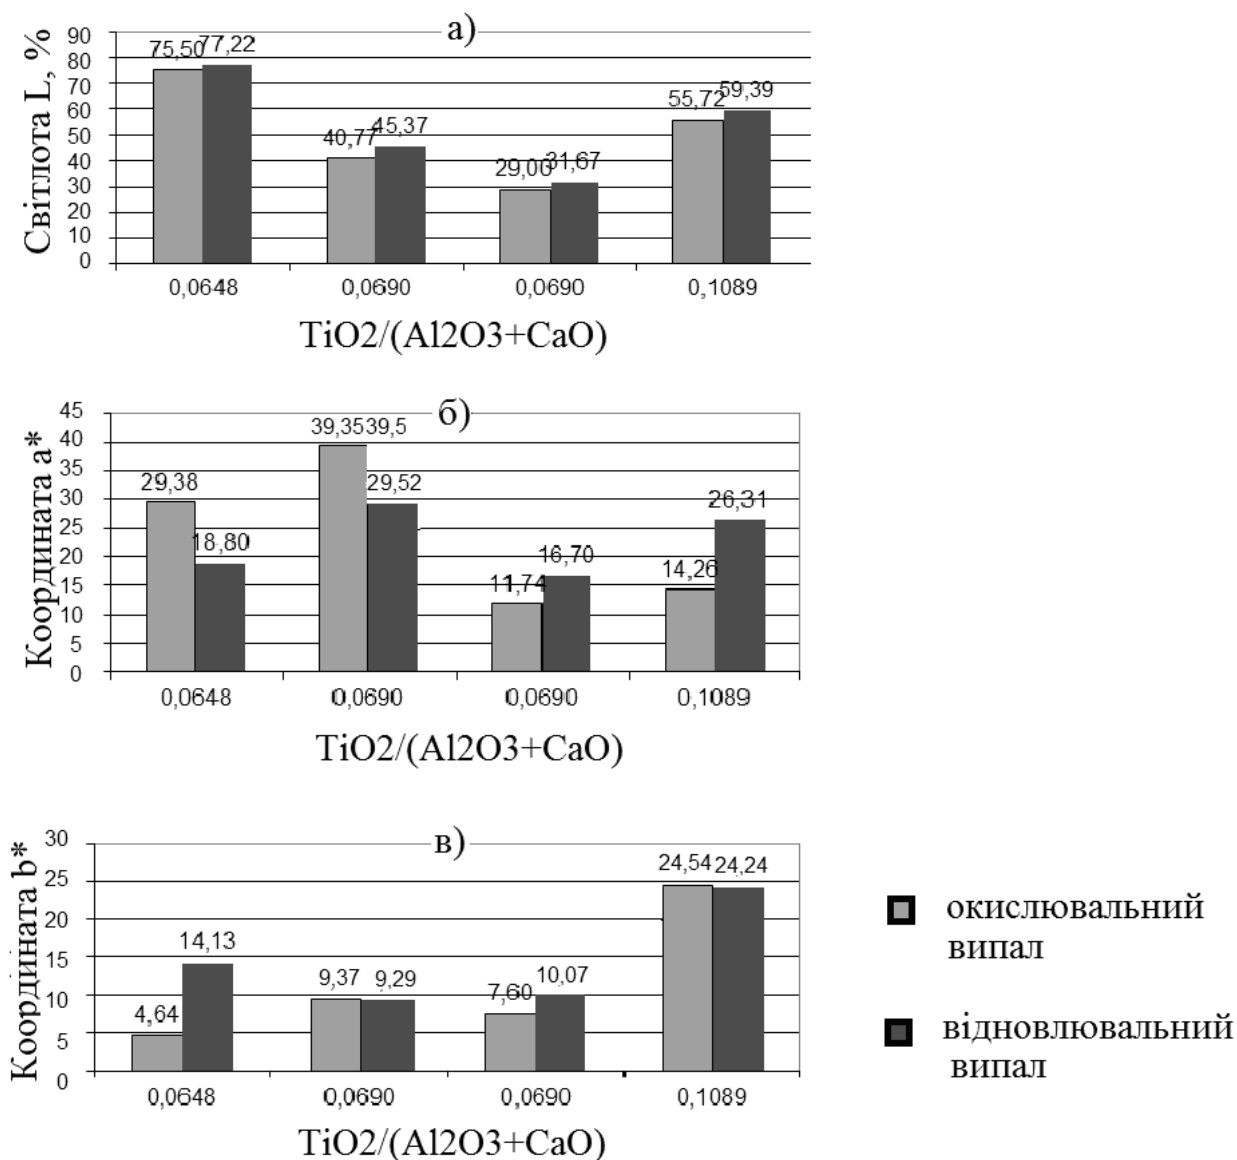 а)
Світлота L, %
90
80
70
60
50
40
30
20
10
0
75,50 77,22
40,77 45,37
29,00 31,67
55,72 59,39
0,0648 0,0690 0,0690 0,1089
TiO2/(Al2O3+CaO)
б)
Координата a*
45
40
35
30
25
20
15
10
5
0
29,38 18,80
39,35 39,5
29,52
11,74 16,70
14,26 26,31
0,0648 0,0690 0,0690 0,1089
TiO2/(Al2O3+CaO)
в)
Координата b*
30
25
20
15
10
5
0
4,64 14,13
9,37 9,29
7,60 10,07
24,54 24,24
0,0648 0,0690 0,0690 0,1089
TiO2/(Al2O3+CaO)
окислювальний
випал
відновлювальний
випал